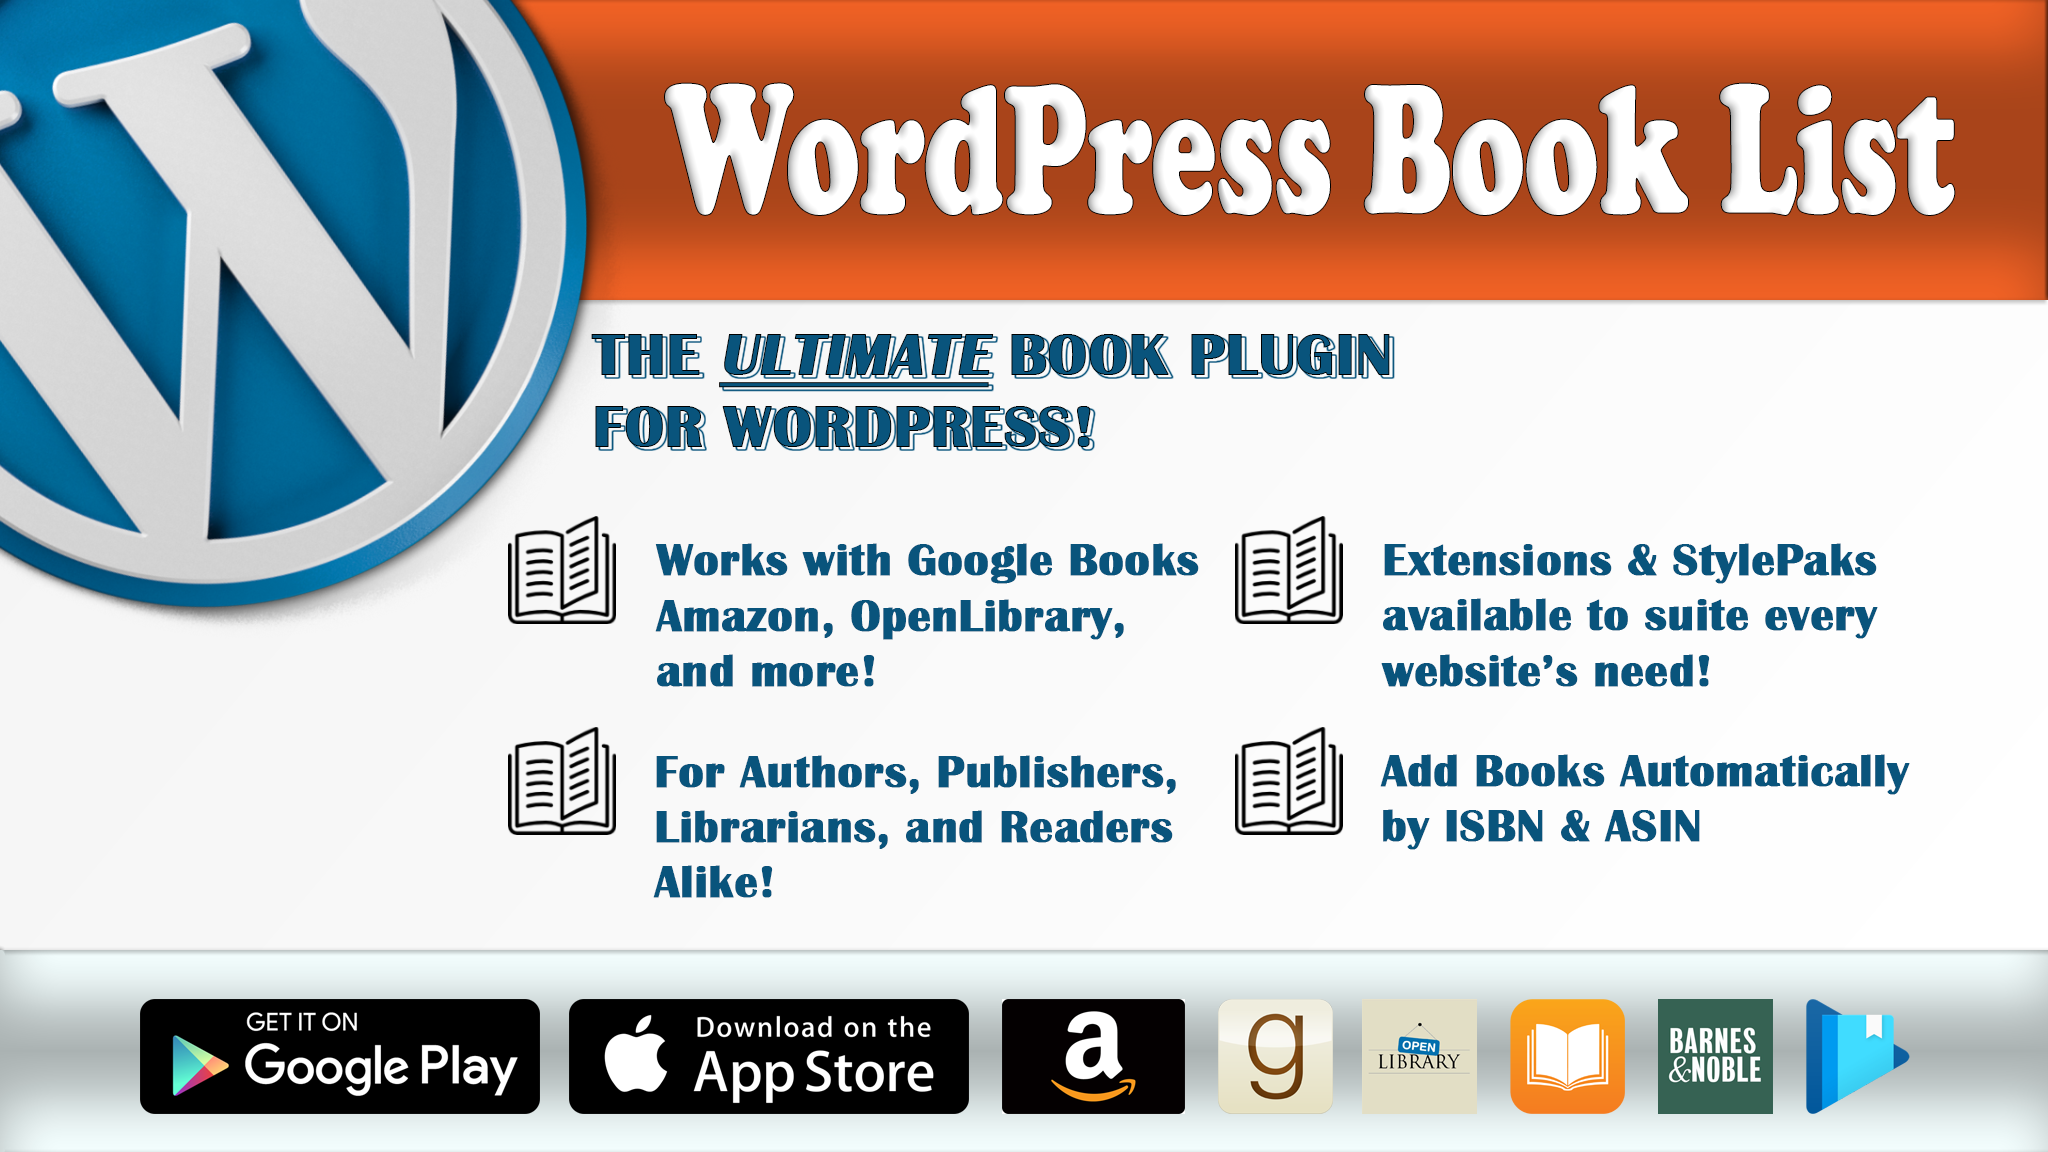 WordPress Book List
THE ULTIMATE BOOK PLUGIN
FOR WORDPRESS!
Works with Google Books
Amazon, OpenLibrary,
and more!
Extensions & StylePaks
available to suite every
website's need!
For Authors, Publishers,
Librarians, and Readers
Alike!
Add Books Automatically
by ISBN & ASIN
GET IT ON
Google Play
Download on the
App Store
a
g
OPEN
LIBRARY
BARNES
&NOBLE